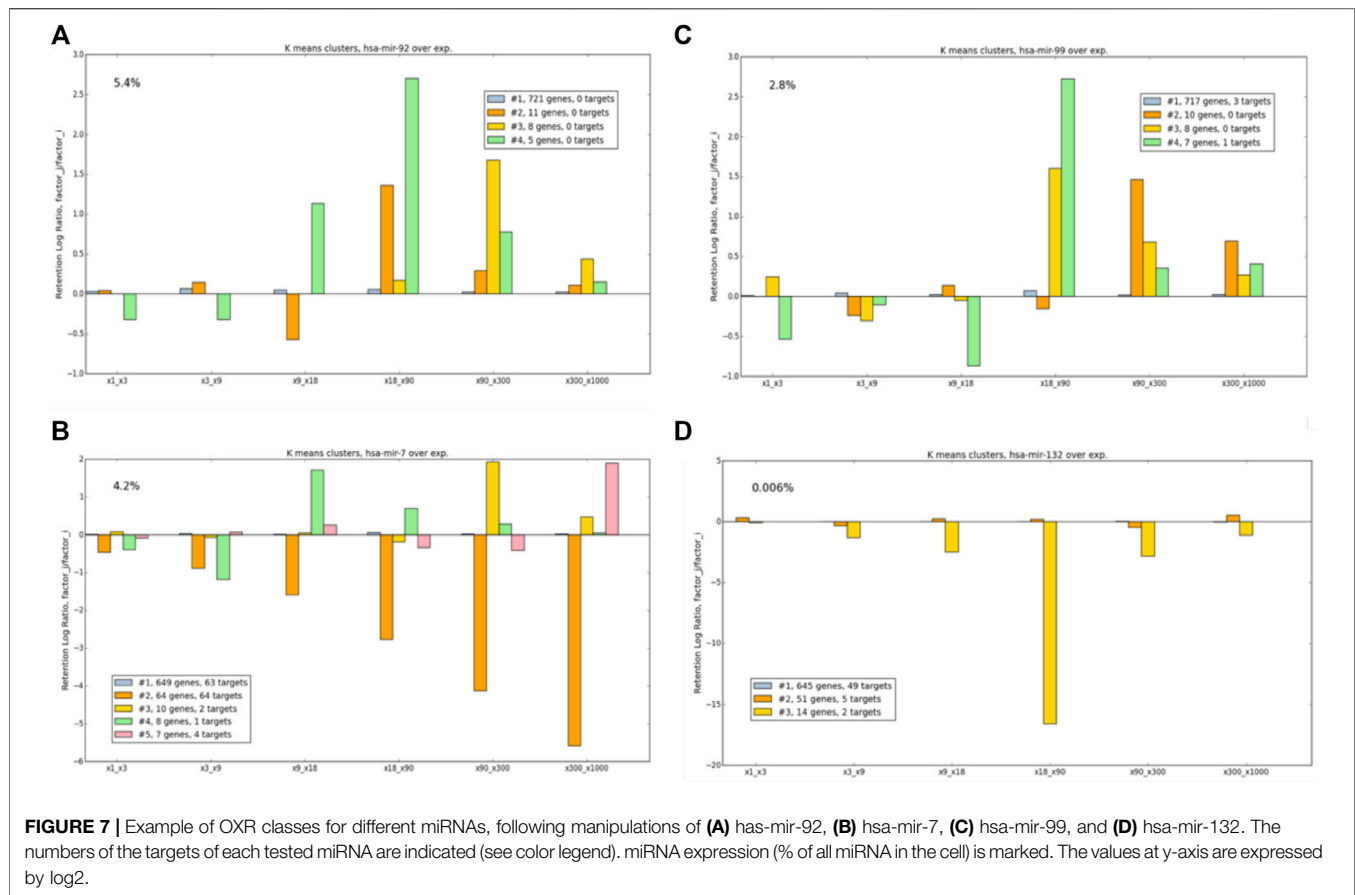 A
K means clusters, hsa-mir-92 over exp.
5.4%
#1, 721 genes, 0 targets
#2, 11 genes, 0 targets
#3, 8 genes, 0 targets
#4, 5 genes, 0 targets
Retention Log Ratio, factor_j/factor_i
3.0
2.5
2.0
1.5
1.0
0.5
0.0
−0.5
−1.0
x1_x3 x3_x9 x9_x18 x18_x90 x90_x300 x300_x1000
C
K means clusters, hsa-mir-99 over exp.
2.8%
#1, 717 genes, 3 targets
#2, 10 genes, 0 targets
#3, 8 genes, 0 targets
#4, 7 genes, 1 targets
Retention Log Ratio, factor_j/factor_i
3.0
2.5
2.0
1.5
1.0
0.5
0.0
−0.5
−1.0
x1_x3 x3_x9 x9_x18 x18_x90 x90_x300 x300_x1000
B
K means clusters, hsa-mir-7 over exp.
4.2%
#1, 649 genes, 63 targets
#2, 64 genes, 64 targets
#3, 10 genes, 2 targets
#4, 8 genes, 1 targets
#5, 7 genes, 4 targets
Retention Log Ratio, factor_j/factor_i
2
1
0
−1
−2
−3
−4
−5
−6
x1_x3 x3_x9 x9_x18 x18_x90 x90_x300 x300_x1000
D
K means clusters, hsa-mir-132 over exp.
0.006%
#1, 645 genes, 49 targets
#2, 51 genes, 5 targets
#3, 14 genes, 2 targets
Retention Log Ratio, factor_j/factor_i
5
0
−5
−10
−15
−20
x1_x3 x3_x9 x9_x18 x18_x90 x90_x300 x300_x1000
FIGURE 7 | Example of OXR classes for different miRNAs, following manipulations of (A) has-mir-92, (B) hsa-mir-7, (C) hsa-mir-99, and (D) hsa-mir-132. The
numbers of the targets of each tested miRNA are indicated (see color legend). miRNA expression (% of all miRNA in the cell) is marked. The values at y-axis are expressed
by log2.